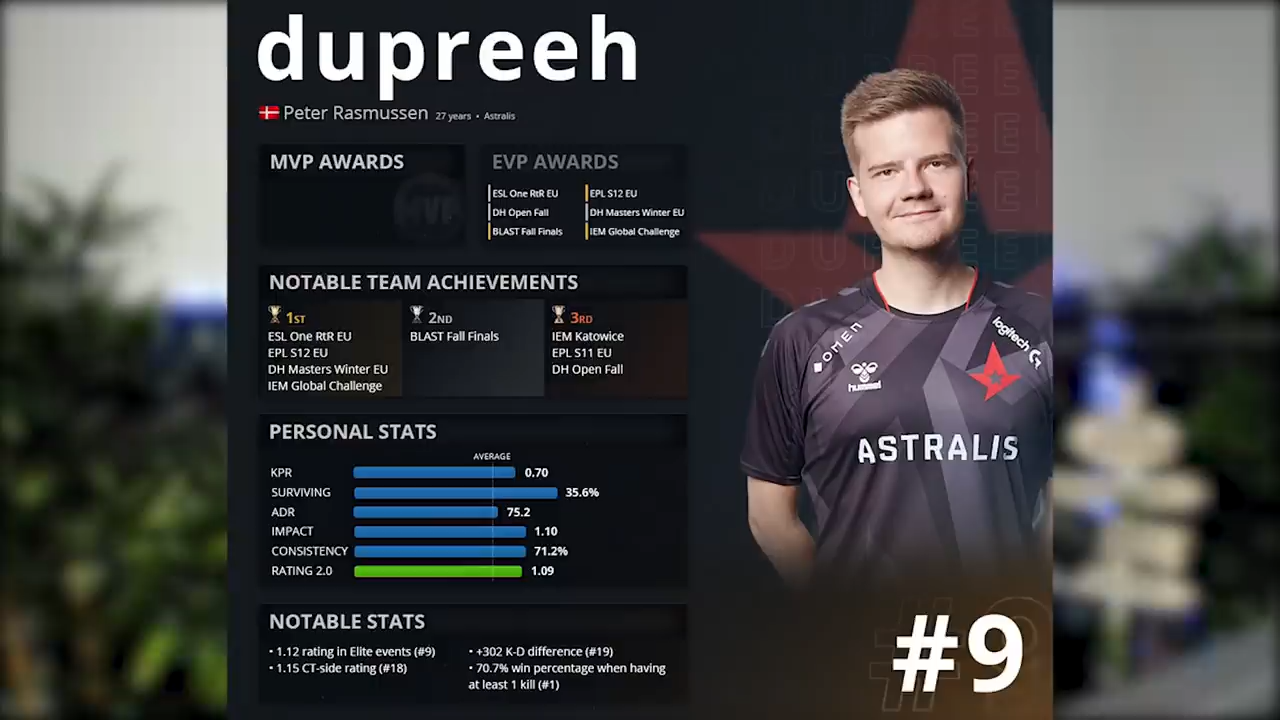 dupreeh
Peter Rasmussen 27 years • Astralis
MVP AWARDS
MVP
EVP AWARDS
ESL One RtR EU
DH Open Fall
BLAST Fall Finals
EPL S12 EU
DH Masters Winter EU
IEM Global Challenge
NOTABLE TEAM ACHIEVEMENTS
1ST
ESL One RtR EU
EPL S12 EU
DH Masters Winter EU
IEM Global Challenge
2ND
BLAST Fall Finals
3RD
IEM Katowice
EPL S11 EU
DH Open Fall
PERSONAL STATS
AVERAGE
KPR 0.70
SURVIVING 35.6%
ADR 75.2
IMPACT 1.10
CONSISTENCY 71.2%
RATING 2.0 1.09
NOTABLE STATS
• 1.12 rating in Elite events (#9)
• 1.15 CT-side rating (#18)
• +302 K-D difference (#19)
• 70.7% win percentage when having
at least 1 kill (#1)
OMEN
logitech G
hummel
ASTRALIS
#9